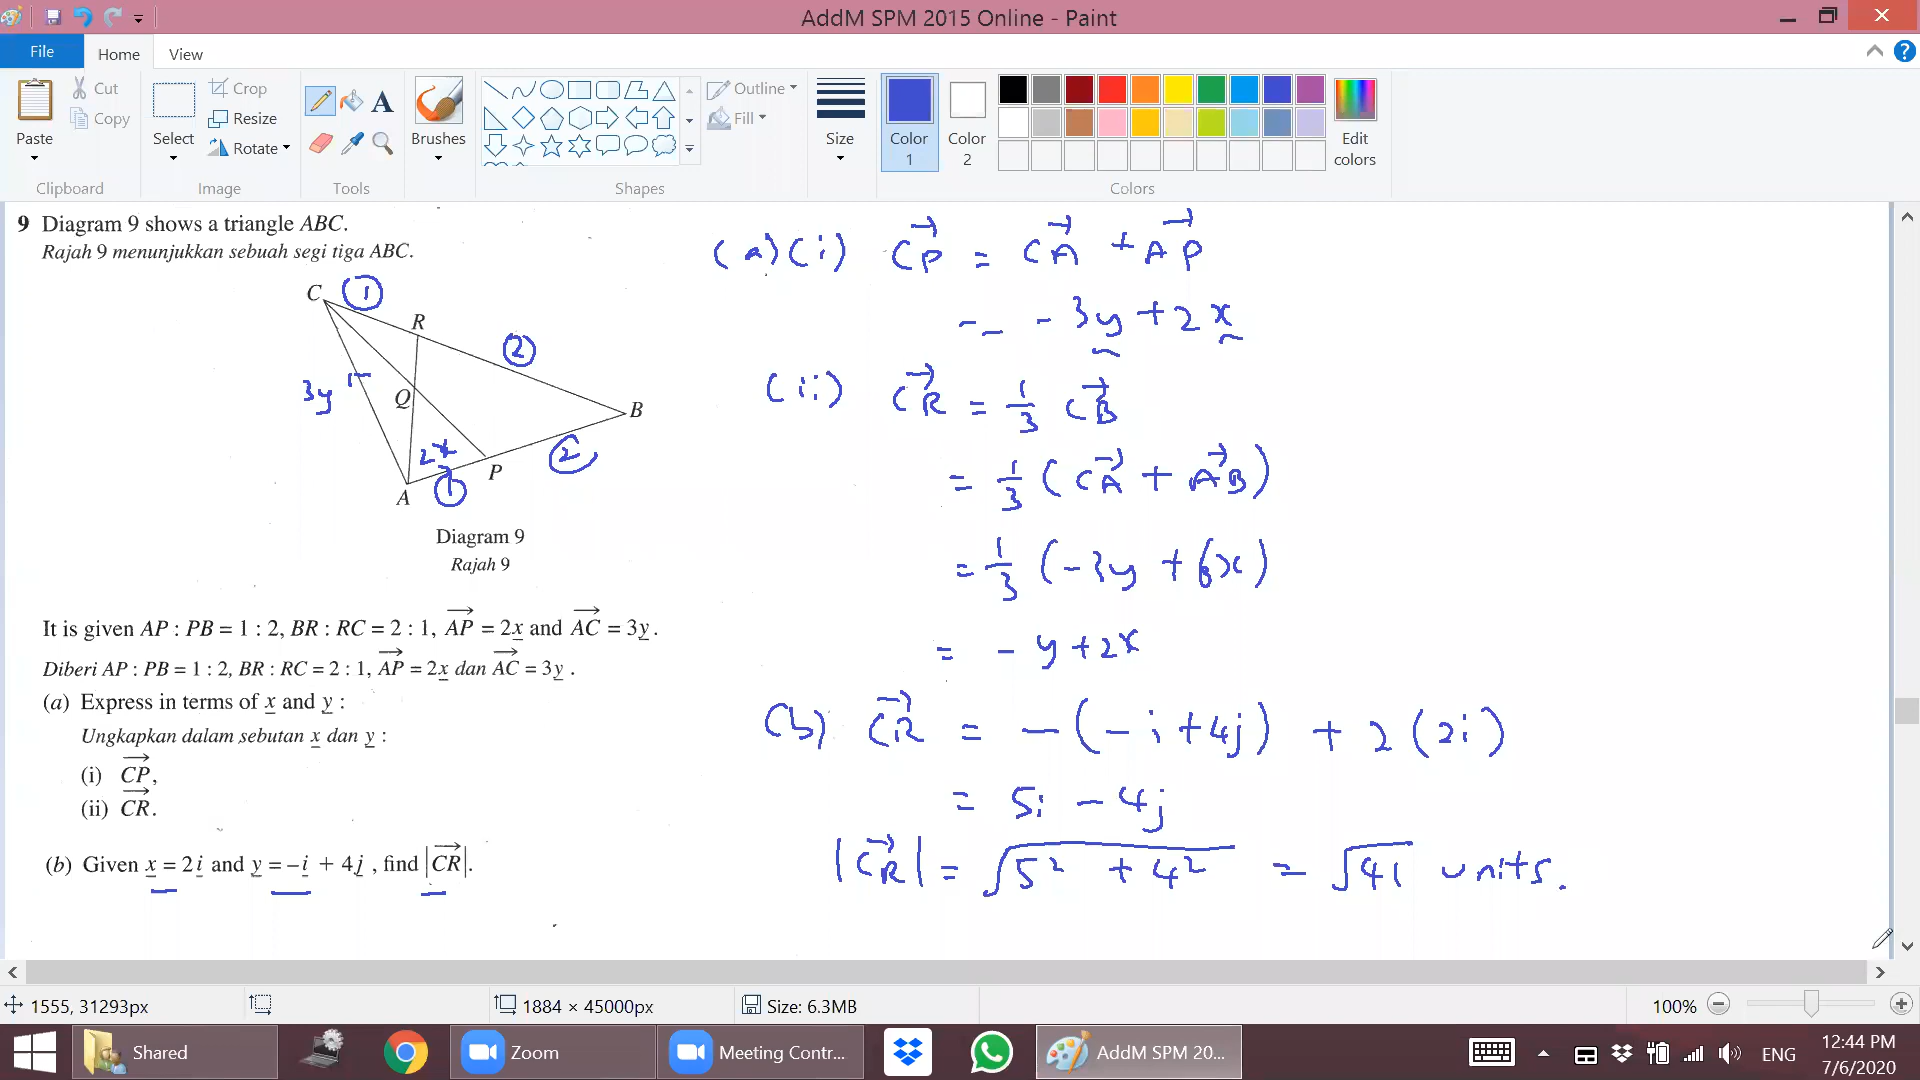 AddM SPM 2015 Online - Paint
File Home View
Paste Cut Copy Select Crop Resize Rotate A Brushes Outline Fill Size Color 1 Color 2 Edit colors
Clipboard Image Tools Shapes Colors
9 Diagram 9 shows a triangle ABC.
Rajah 9 menunjukkan sebuah segi tiga ABC.
C 1
R
2
3y
Q
B
2x
P 2
A 1
Diagram 9
Rajah 9
It is given AP : PB = 1 : 2, BR : RC = 2 : 1, AP = 2x and AC = 3y.
Diberi AP : PB = 1 : 2, BR : RC = 2 : 1, AP = 2x dan AC = 3y .
(a) Express in terms of x and y :
Ungkapkan dalam sebutan x dan y :
(i) CP,
(ii) CR.
(b) Given x = 2i and y = –i + 4j , find |CR|.
(a)(i) CP = CA + AP
= -3y + 2x
(ii) CR = 1/3 CB
= 1/3 (CA + AB)
= 1/3 (-3y + 6x)
= -y + 2x
(b) CR = -(-i + 4j) + 2(2i)
= 5i - 4j
|CR| = √5² + 4² = √41 units.
1555, 31293px 1884 × 45000px Size: 6.3MB 100%
Shared Zoom Meeting Contr... AddM SPM 20... ENG 12:44 PM
7/6/2020